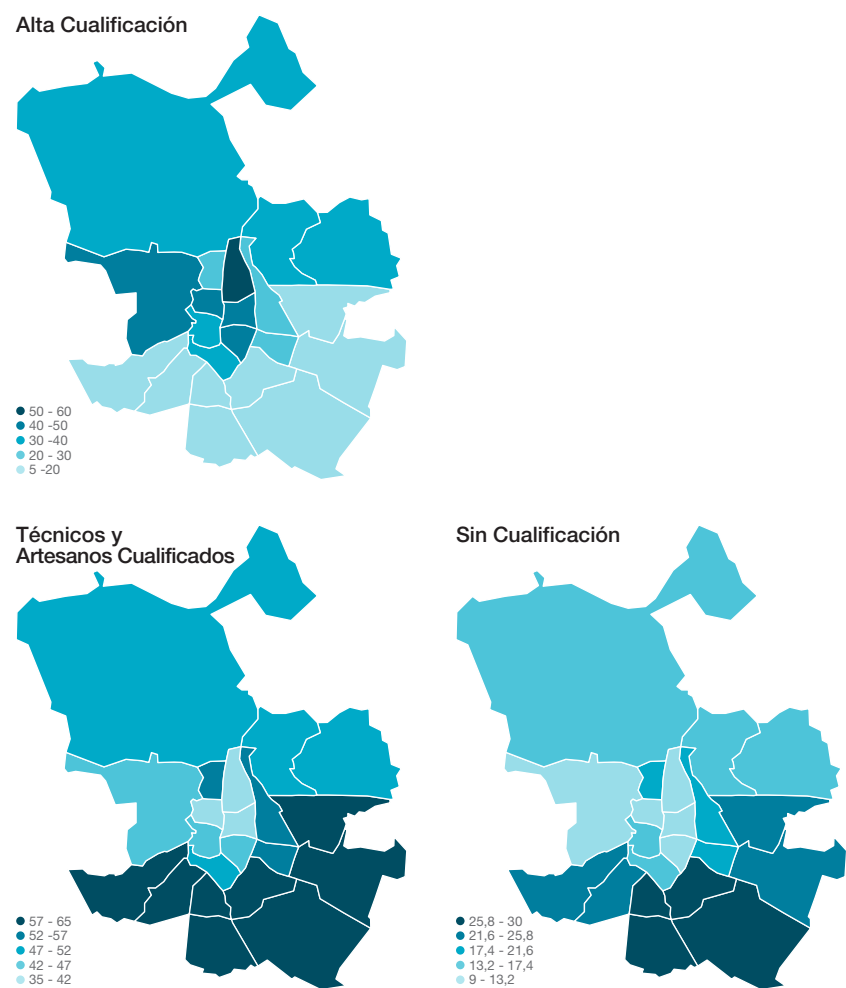 Alta Cualificación
50 - 60
40 -50
30 -40
20 - 30
5 -20
Técnicos y
Artesanos Cualificados
57 - 65
52 -57
47 - 52
42 - 47
35 - 42
Sin Cualificación
25,8 - 30
21,6 - 25,8
17,4 - 21,6
13,2 - 17,4
9 - 13,2